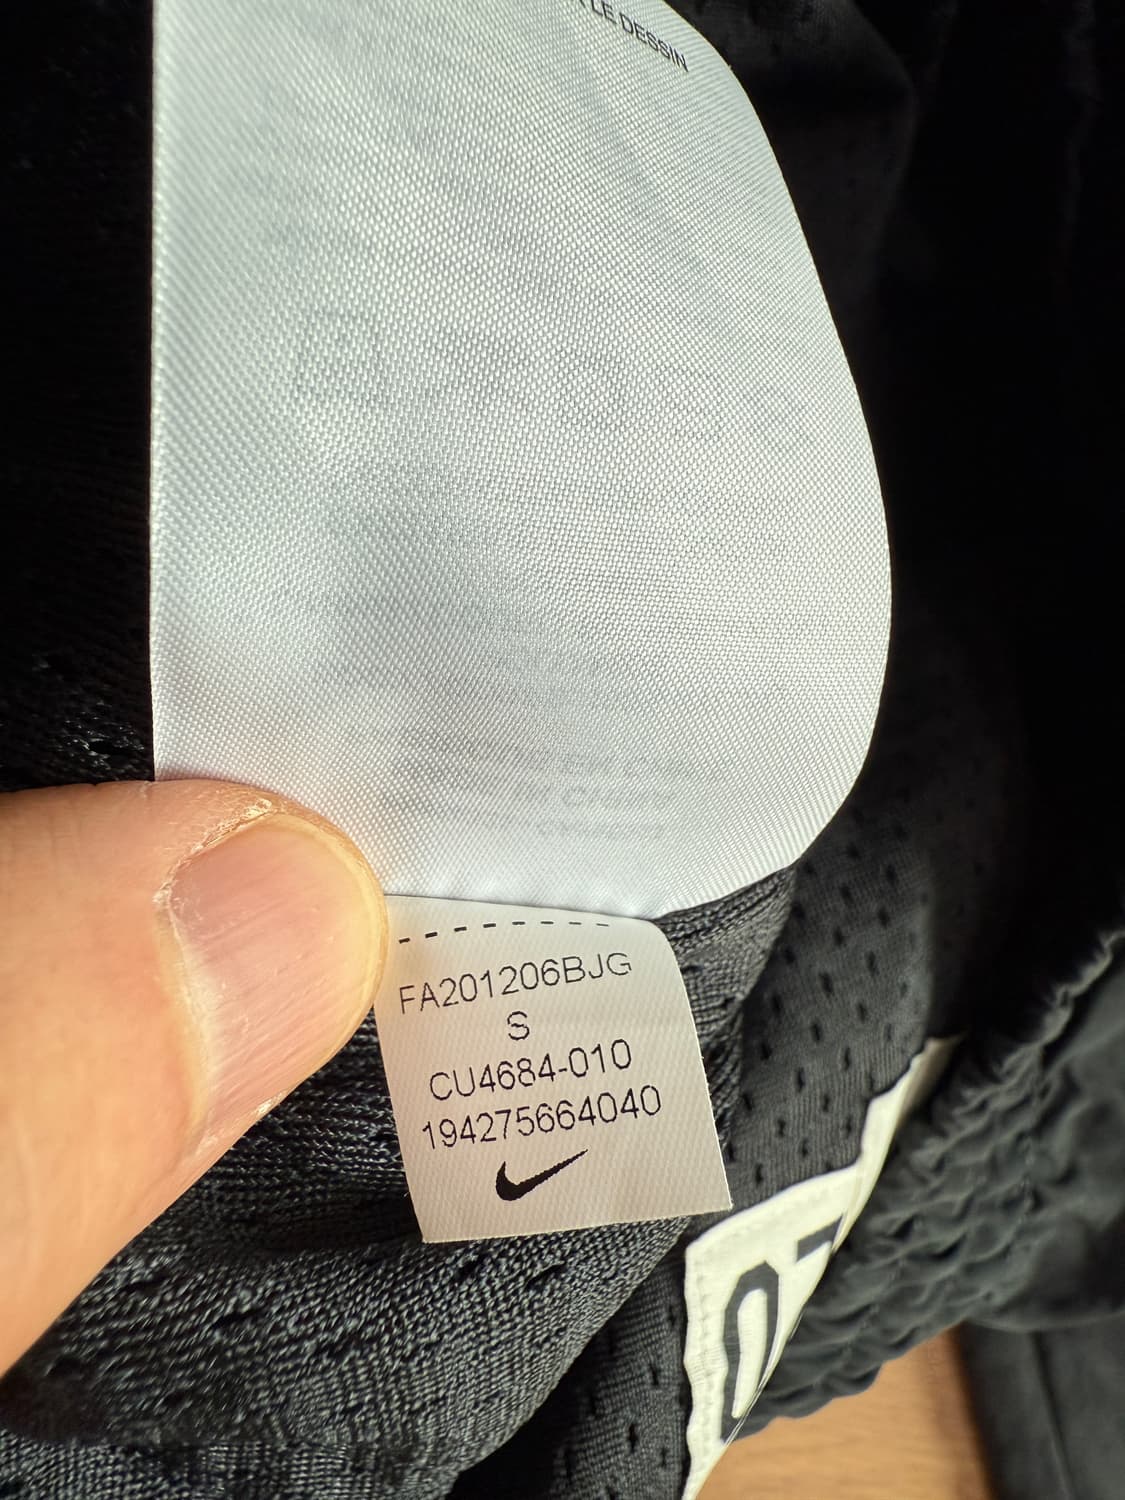 LE DESSIN
FA201206BJG
S
CU4684-010
194275664040